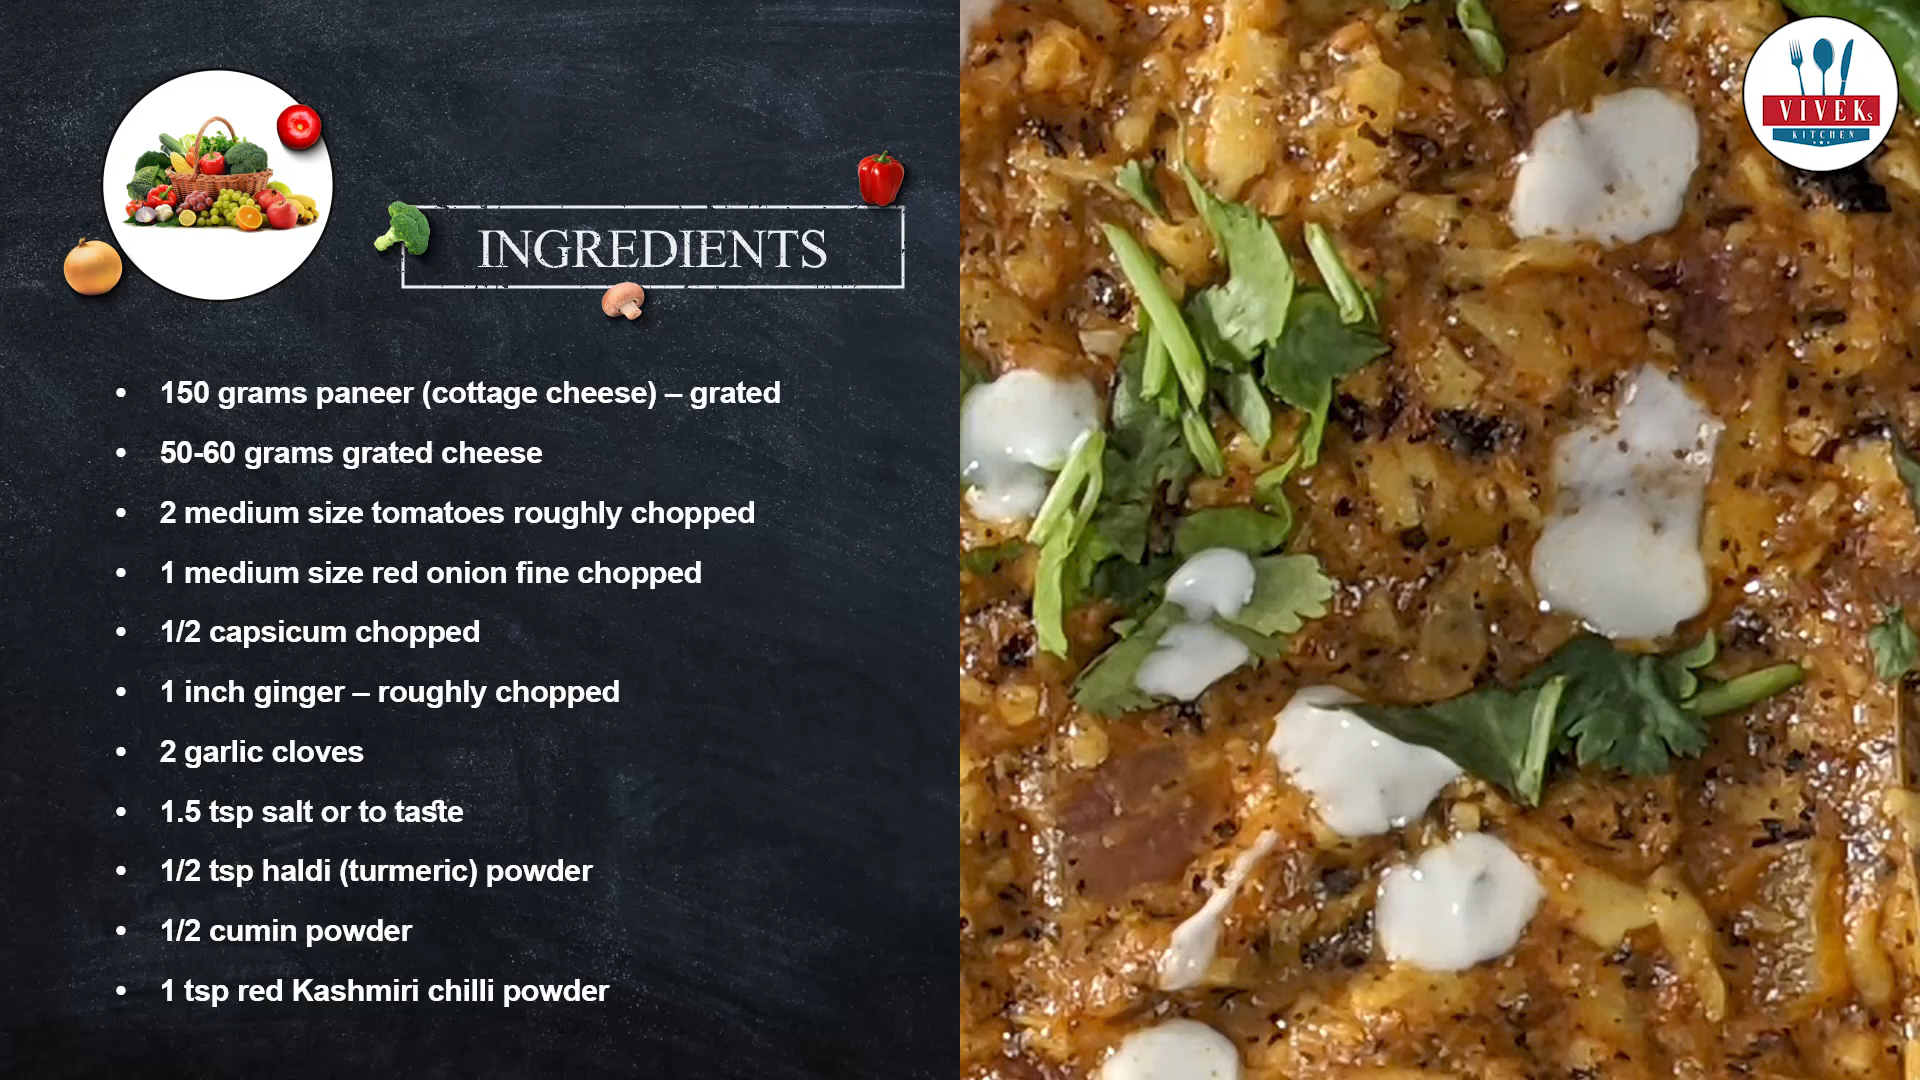 VIVEKs
KITCHEN
INGREDIENTS
• 150 grams paneer (cottage cheese) – grated
• 50-60 grams grated cheese
• 2 medium size tomatoes roughly chopped
• 1 medium size red onion fine chopped
• 1/2 capsicum chopped
• 1 inch ginger – roughly chopped
• 2 garlic cloves
• 1.5 tsp salt or to taste
• 1/2 tsp haldi (turmeric) powder
• 1/2 cumin powder
• 1 tsp red Kashmiri chilli powder